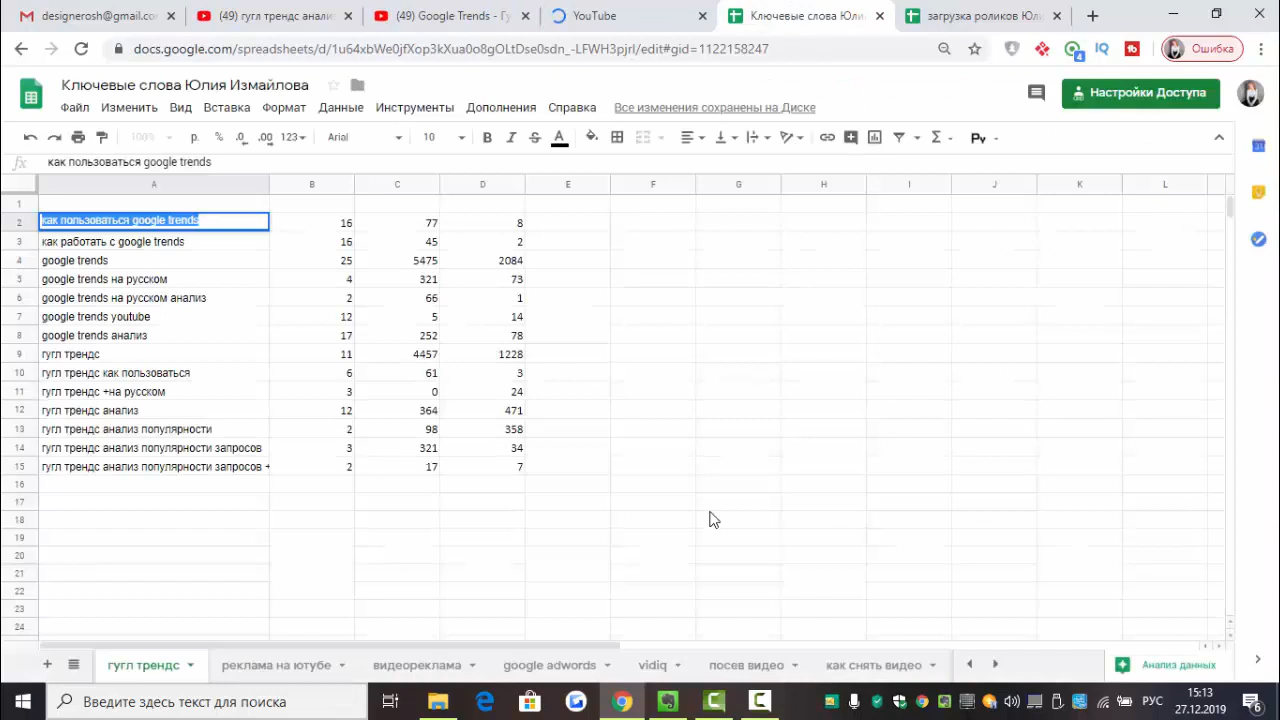 designerosh@gmail.co
(49) гугл трендс анали
(49) Google Trends - Гу
YouTube
Ключевые слова Юли
загрузка роликов Юл
docs.google.com/spreadsheets/d/1u64xbWe0jfXop3kXua0o8gOLtDse0sdn_-LFWH3pjrI/edit#gid=1122158247
4
IQ
Ошибка
Ключевые слова Юлия Измайлова
Файл Изменить Вид Вставка Формат Данные Инструменты Дополнения Справка Все изменения сохранены на Диске
Настройки Доступа
100% р. % .0 .00 123 Arial 10 B I S A Σ Ру
fx как пользоваться google trends
A B C D E F G H I J K L
1
2 как пользоваться google trends 16 77 8
3 как работать с google trends 16 45 2
4 google trends 25 5475 2084
5 google trends на русском 4 321 73
6 google trends на русском анализ 2 66 1
7 google trends youtube 12 5 14
8 google trends анализ 17 252 78
9 гугл трендс 11 4457 1228
10 гугл трендс как пользоваться 6 61 3
11 гугл трендс +на русском 3 0 24
12 гугл трендс анализ 12 364 471
13 гугл трендс анализ популярности 2 98 358
14 гугл трендс анализ популярности запросов 3 321 34
15 гугл трендс анализ популярности запросов + 2 17 7
16
17
18
19
20
21
22
23
24
гугл трендс реклама на ютубе видеореклама google adwords vidiq посев видео как снять видео Анализ данных
Введите здесь текст для поиска
РУС
15:13
27.12.2019
6